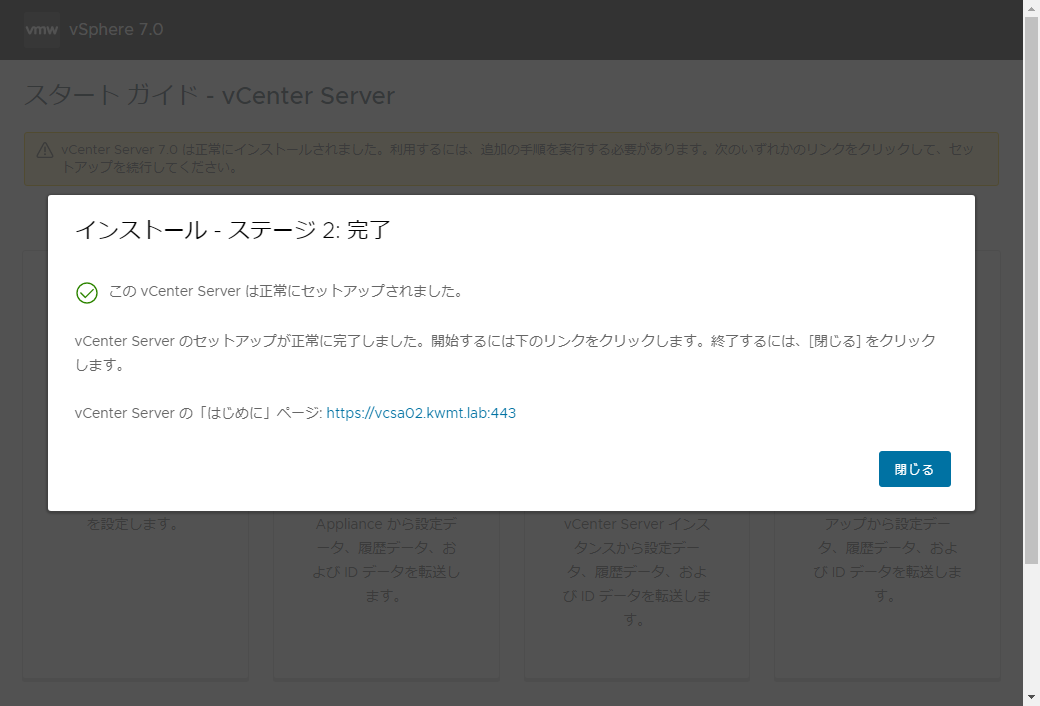 vmw vSphere 7.0
スタート ガイド - vCenter Server
vCenter Server 7.0 は正常にインストールされました。利用するには、追加の手順を実行する必要があります。次のいずれかのリンクをクリックして、セッ
トアップを続行してください。
インストール - ステージ 2: 完了
この vCenter Server は正常にセットアップされました。
vCenter Server のセットアップが正常に完了しました。開始するには下のリンクをクリックします。終了するには、[閉じる] をクリック
します。
vCenter Server の「はじめに」ページ: https://vcsa02.kwmt.lab:443
閉じる
を設定します。
Appliance から設定デ
ータ、履歴データ、お
よび ID データを転送し
ます。
vCenter Server インス
タンスから設定デー
タ、履歴データ、およ
び ID データを転送しま
す。
アップから設定デー
タ、履歴データ、およ
び ID データを転送しま
す。